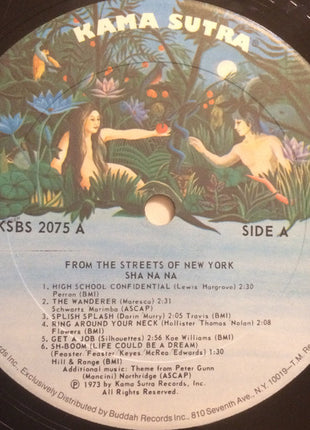 KAMA SUTRA
KSBS 2075 A
SIDE A
FROM THE STREETS OF NEW YORK
SHA NA NA
1. HIGH SCHOOL CONFIDENTIAL (Lewis Hargrove) 2:30
Perren (BMI)
2. THE WANDERER (Maresca) 2:31
Schwartz Marimba (ASCAP)
3. SPLISH SPLASH (Darin Murry) 2:05 Travis (BMI)
4. RING AROUND YOUR NECK (Hollister Thomas Nolan)
Flowers (BMI)
5. GET A JOB (Silhouettes) 2:56 Kae Williams (BMI)
6. SH-BOOM (LIFE COULD BE A DREAM)
(Feaster Feaster Keyes McRea Edwards) 1:30
Hill & Range (BMI)
Additional music: Theme from Peter Gunn
(Mancini) Northridge (ASCAP)
℗ 1973 by Kama Sutra Records, Inc.
All Rights Reserved.
Inc. Exclusively Distributed by Buddah Records Inc., 810 Seventh Ave., N.Y. 10019